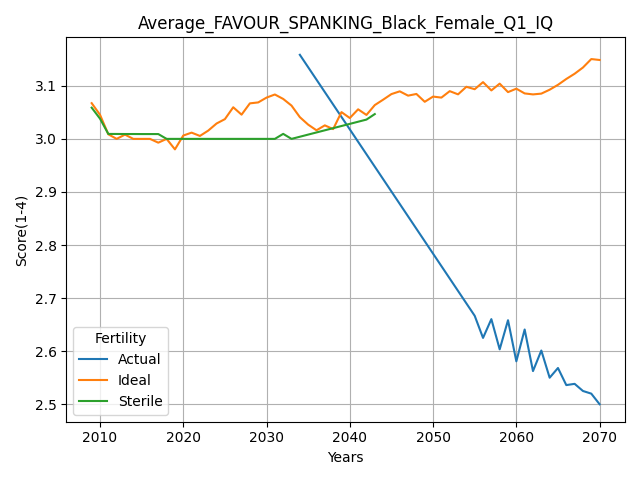 Average_FAVOUR_SPANKING_Black_Female_Q1_IQ
Score(1-4)
3.1
3.0
2.9
2.8
2.7
2.6
2.5
Fertility
Actual
Ideal
Sterile
2010 2020 2030 2040 2050 2060 2070
Years